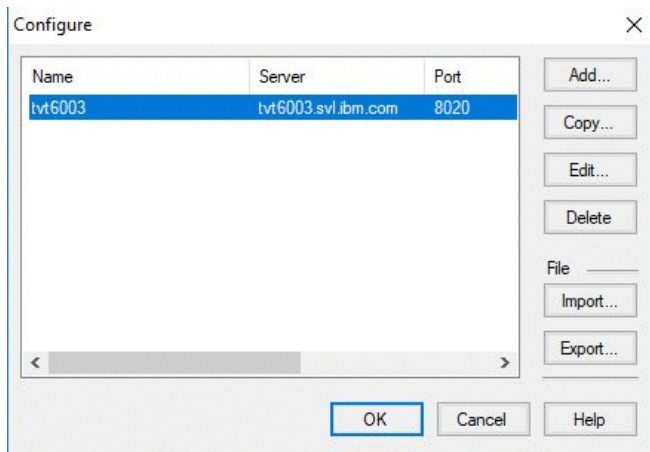 Configure
Name Server Port
tvt6003 tvt6003.svl.ibm.com 8020
Add...
Copy...
Edit...
Delete
File
Import...
Export...
OK Cancel Help